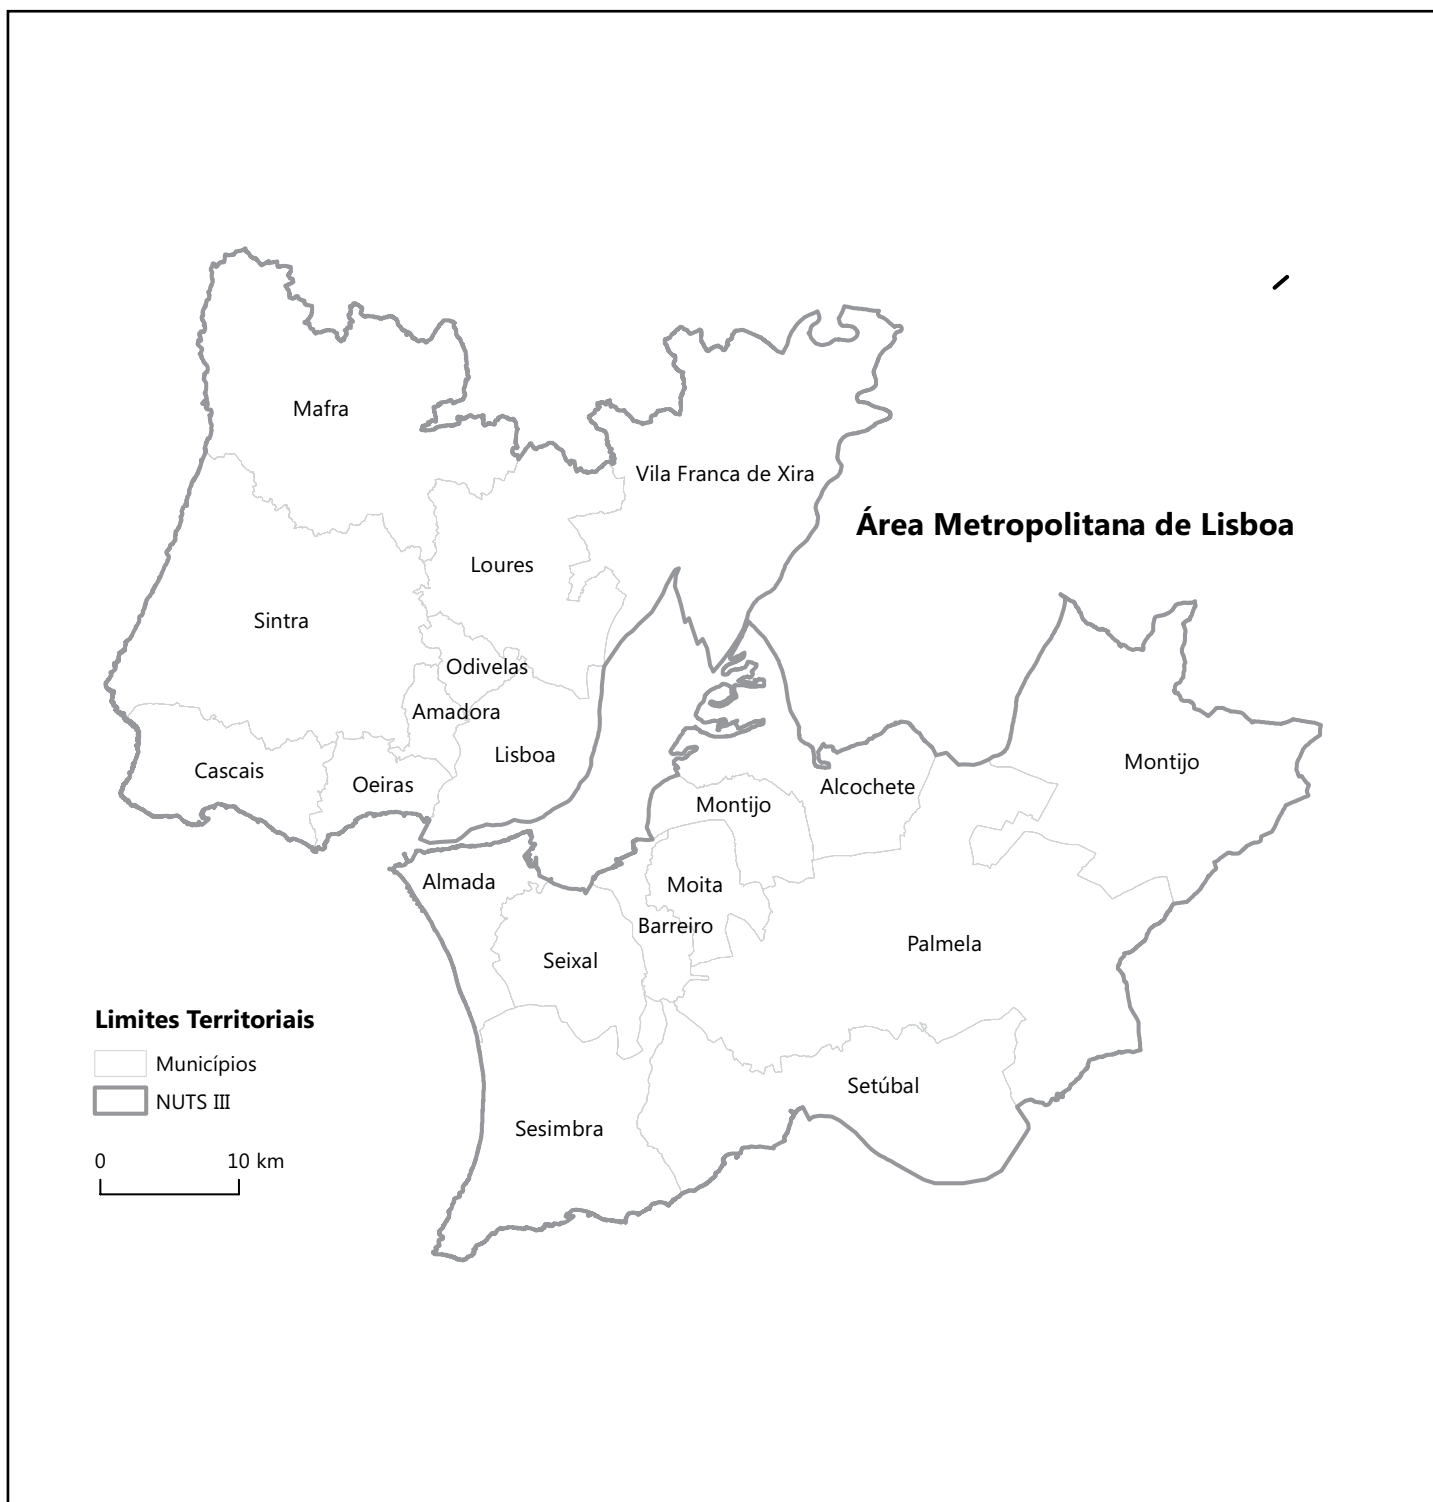 Mafra
Vila Franca de Xira
Área Metropolitana de Lisboa
Loures
Sintra
Odivelas
Amadora
Lisboa
Montijo
Cascais
Oeiras
Alcochete
Montijo
Almada
Moita
Barreiro
Palmela
Seixal
Limites Territoriais
Municípios
NUTS III
Setúbal
Sesimbra
0 10 km